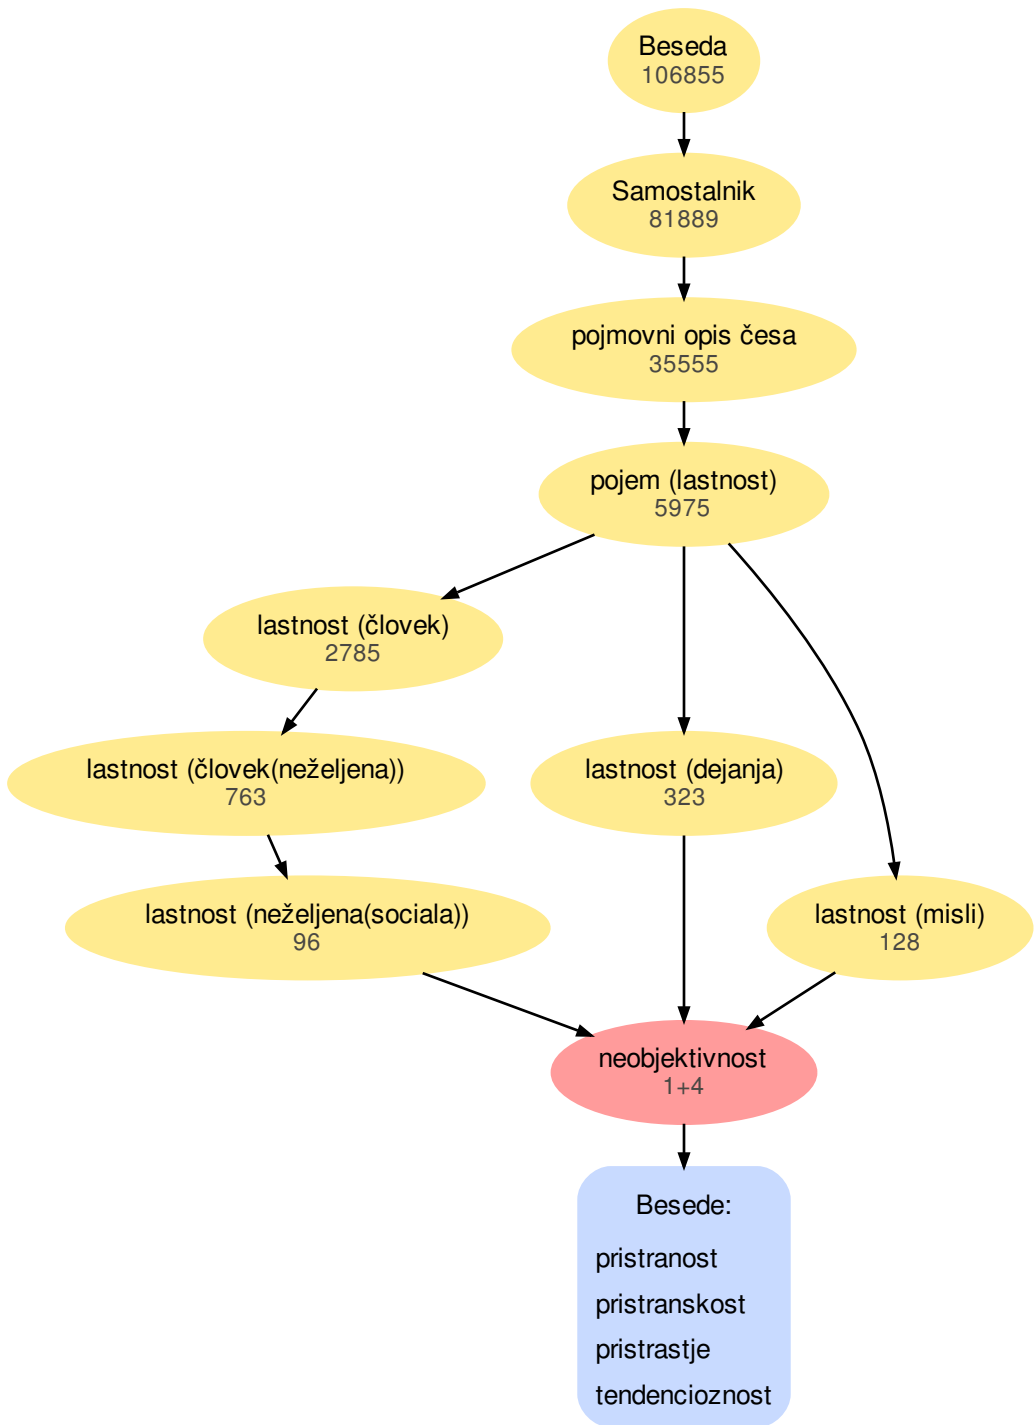 Beseda
106855
Samostalnik
81889
pojmovni opis česa
35555
pojem (lastnost)
5975
lastnost (človek)
2785
lastnost (človek(neželjena))
763
lastnost (dejanja)
323
lastnost (neželjena(sociala))
96
lastnost (misli)
128
neobjektivnost
1+4
Besede:
pristranost
pristranskost
pristrastje
tendencioznost